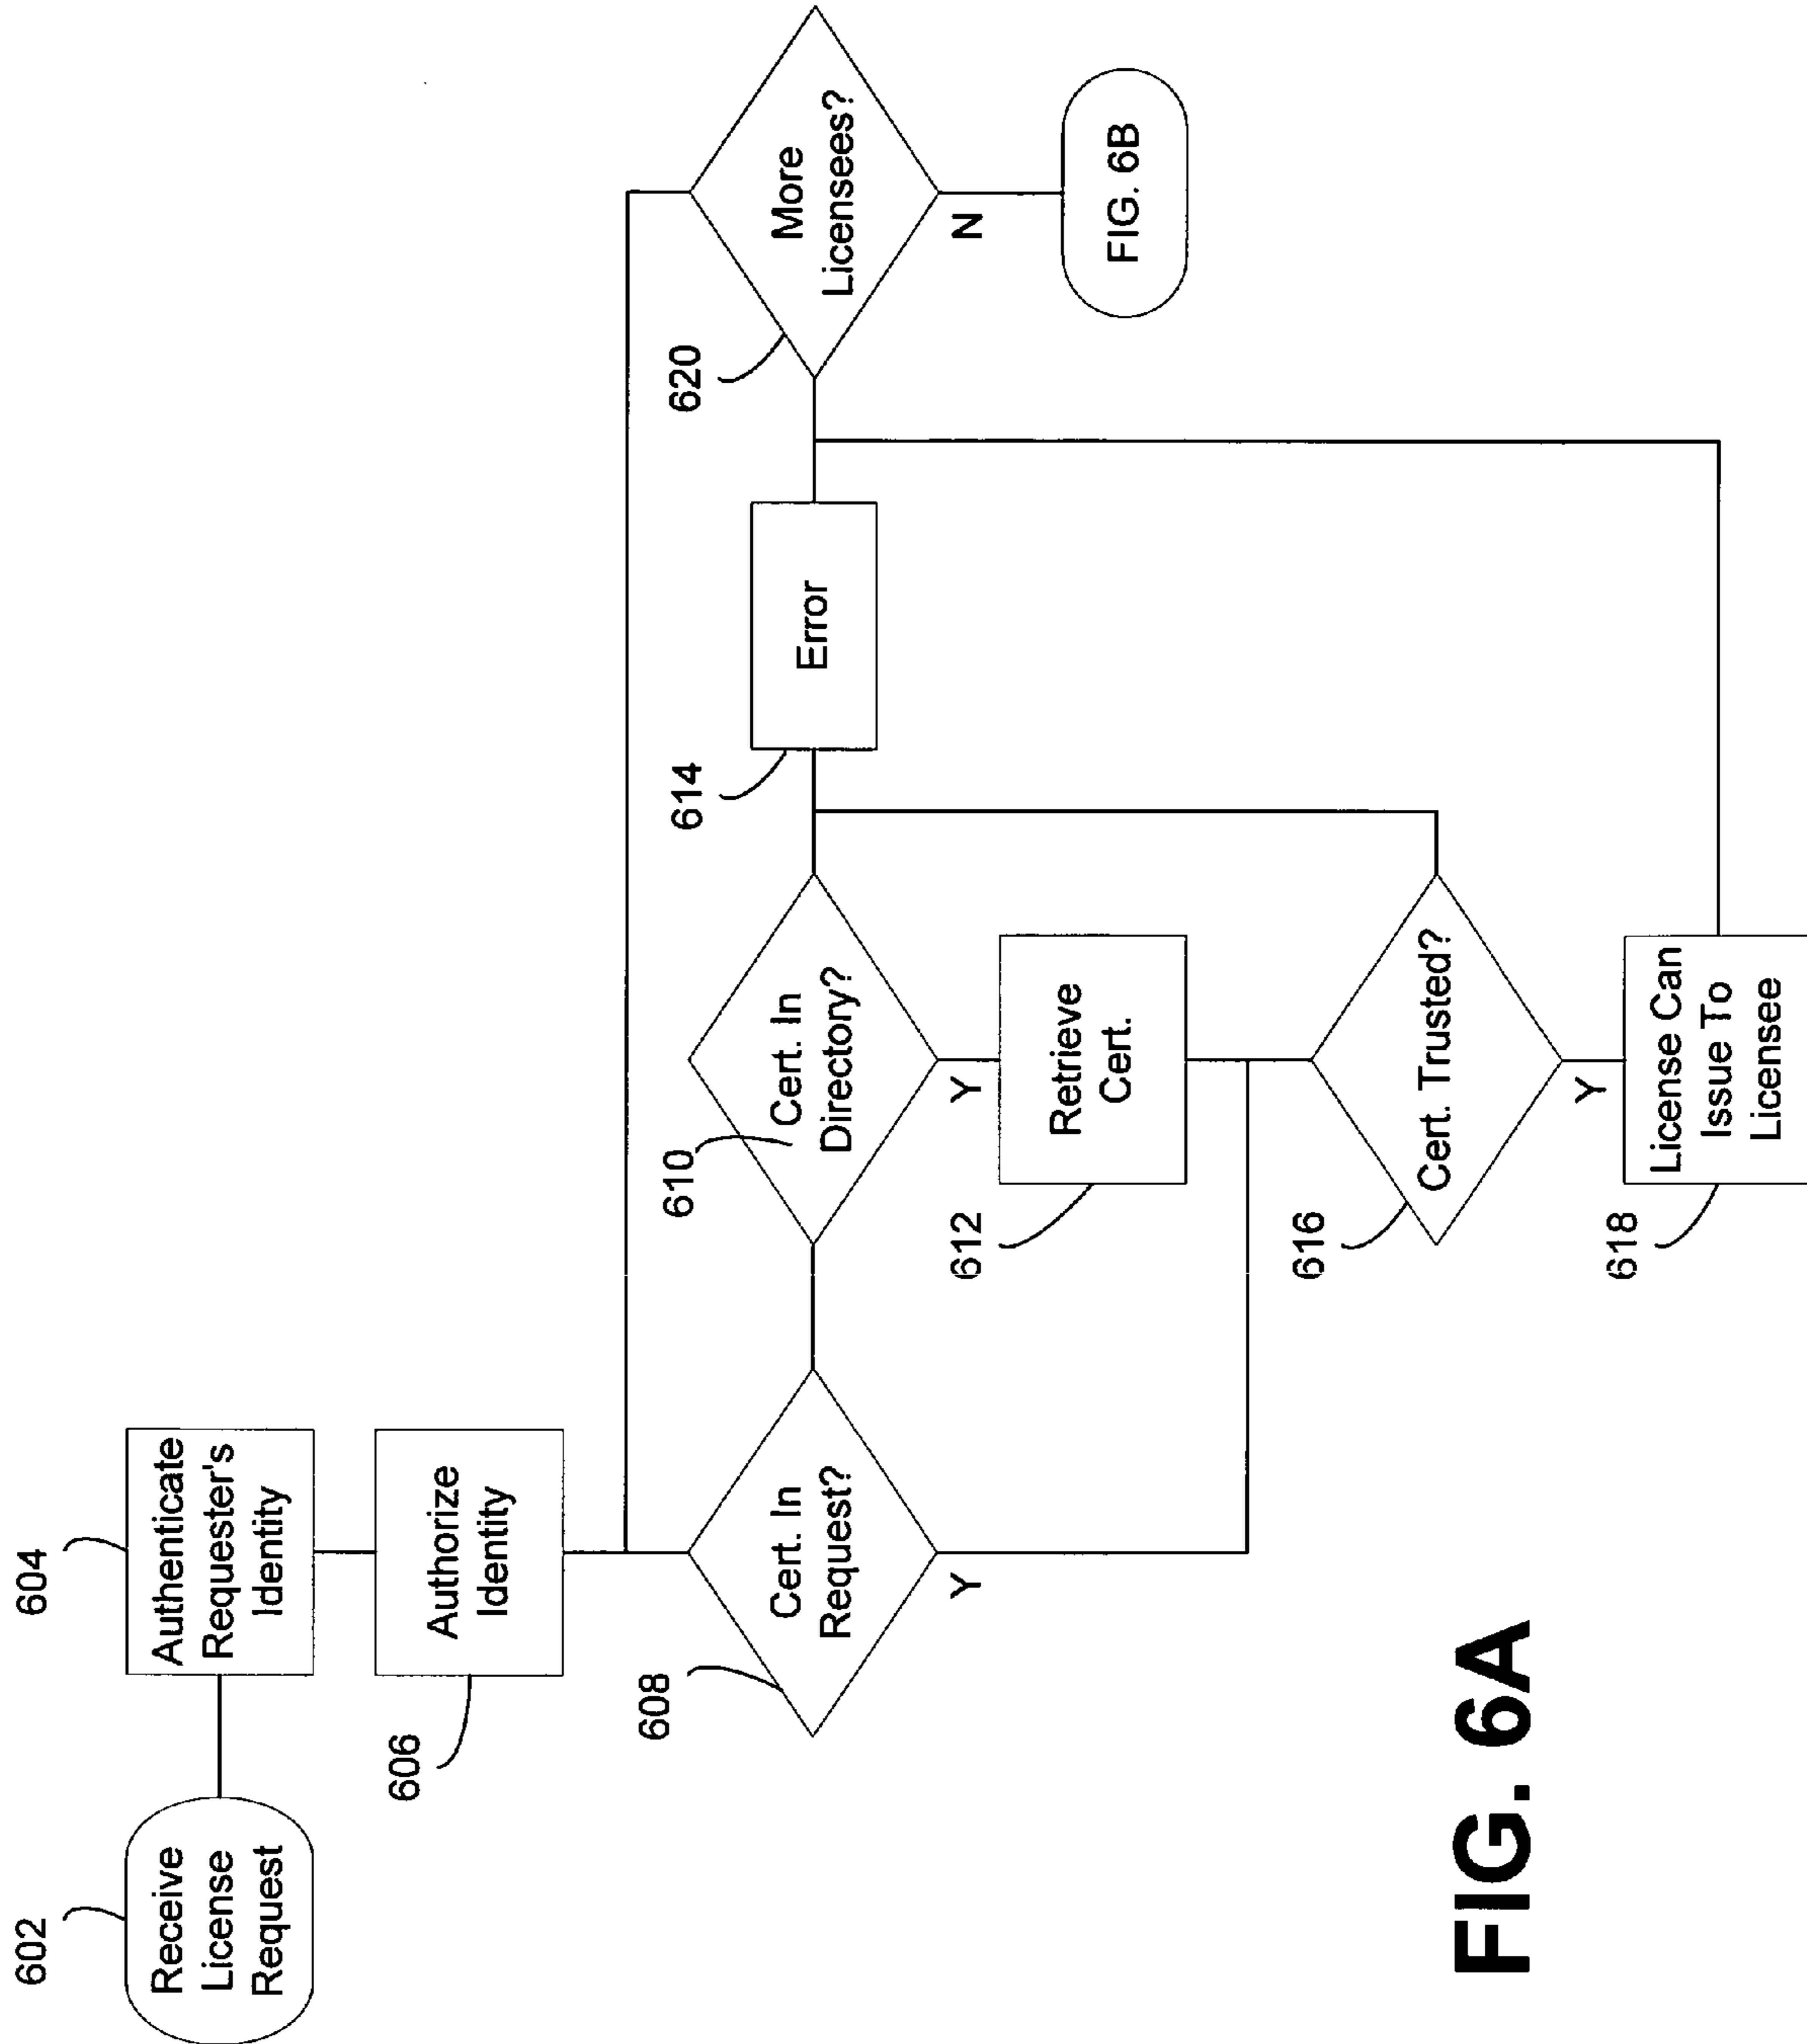 602
Receive
License
Request
604
Authenticate
Requester's
Identity
606
Authorize
Identity
608
Cert. In
Request?
Y
610
Cert. In
Directory?
Y
612
Retrieve
Cert.
614
Error
616
Cert. Trusted?
Y
618
License Can
Issue To
Licensee
620
More
Licensees?
N
FIG. 6B
FIG. 6A